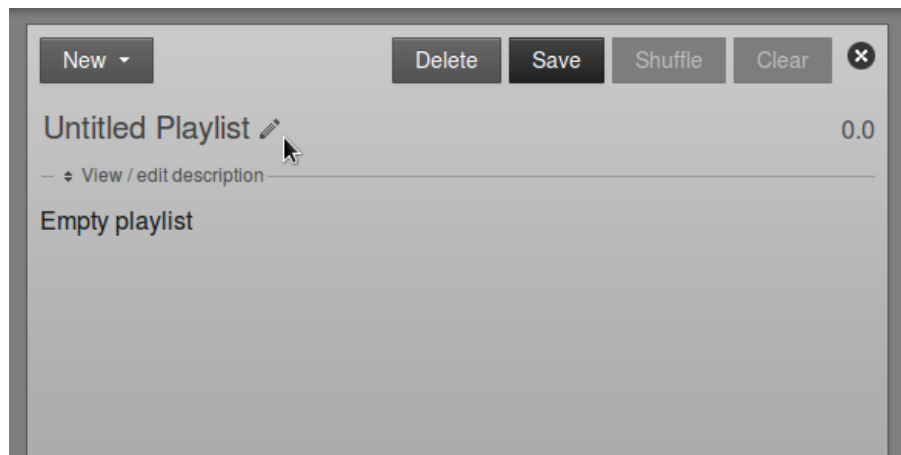 New Delete Save Shuffle Clear
Untitled Playlist 0.0
View / edit description
Empty playlist